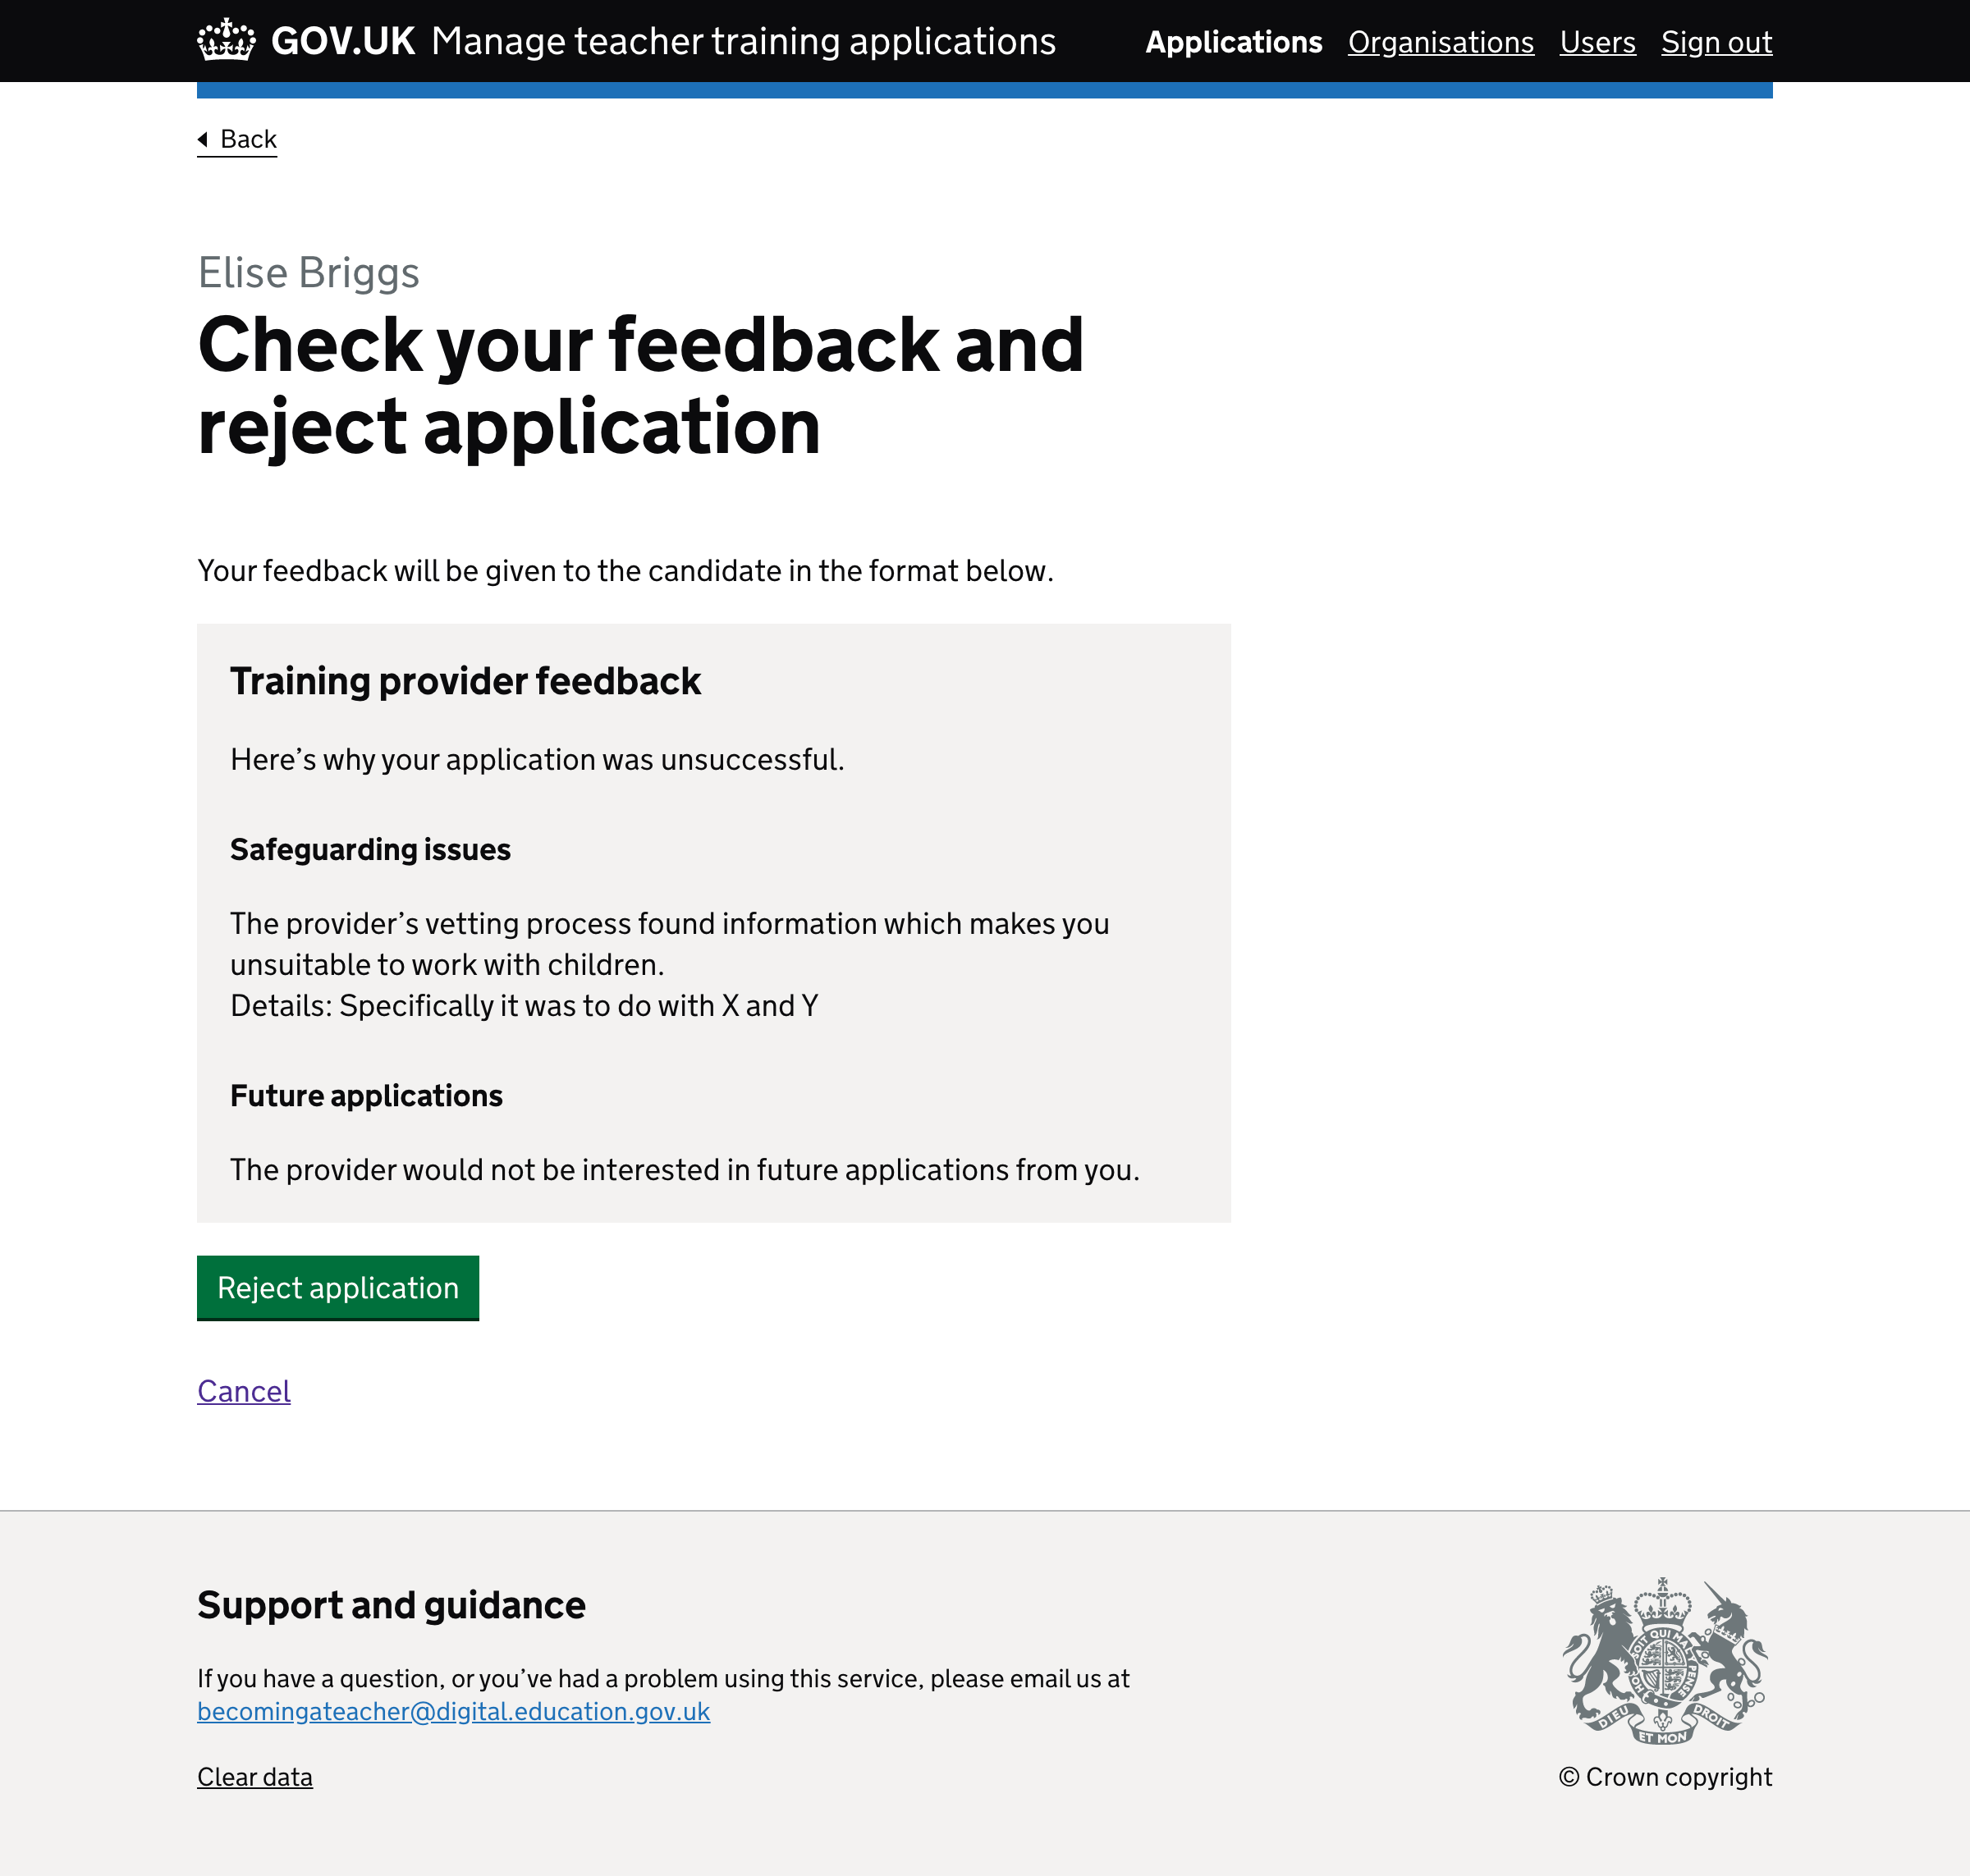 GOV.UK Manage teacher training applications Applications Organisations Users Sign out
Back
Elise Briggs
Check your feedback and
reject application
Your feedback will be given to the candidate in the format below.
Training provider feedback
Here’s why your application was unsuccessful.
Safeguarding issues
The provider’s vetting process found information which makes you
unsuitable to work with children.
Details: Specifically it was to do with X and Y
Future applications
The provider would not be interested in future applications from you.
Reject application
Cancel
Support and guidance
If you have a question, or you’ve had a problem using this service, please email us at
becomingateacher@digital.education.gov.uk
Clear data
DIEU ET MON DROIT
© Crown copyright